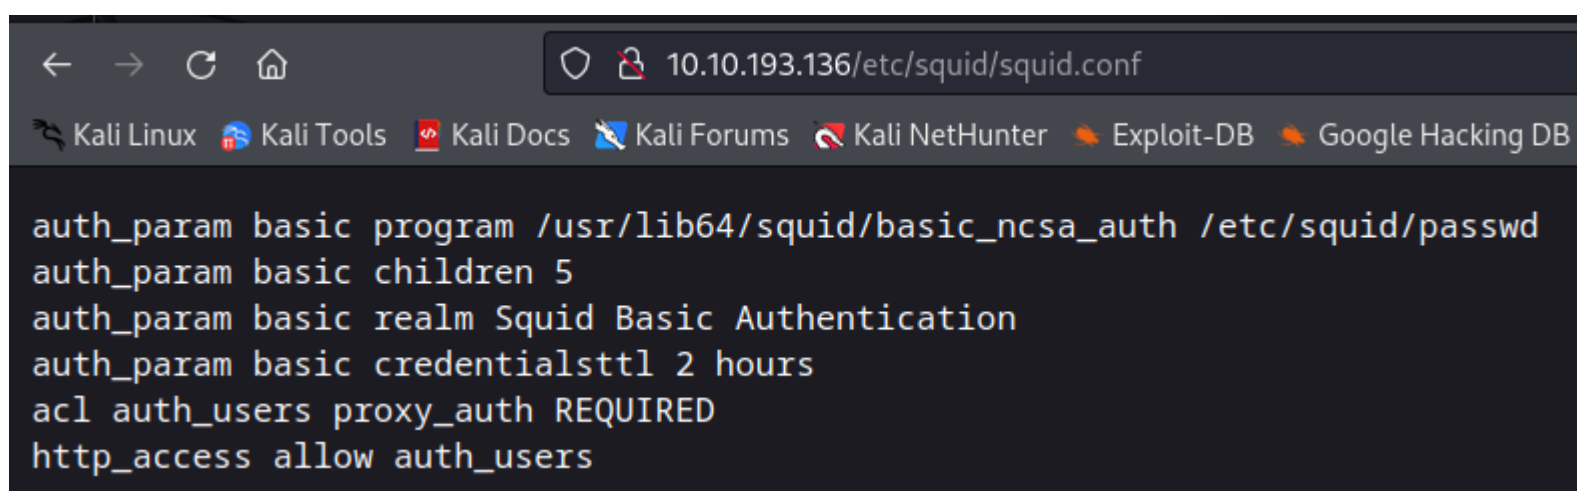 10.10.193.136/etc/squid/squid.conf
Kali Linux Kali Tools Kali Docs Kali Forums Kali NetHunter Exploit-DB Google Hacking DB
auth_param basic program /usr/lib64/squid/basic_ncsa_auth /etc/squid/passwd
auth_param basic children 5
auth_param basic realm Squid Basic Authentication
auth_param basic credentialsttl 2 hours
acl auth_users proxy_auth REQUIRED
http_access allow auth_users